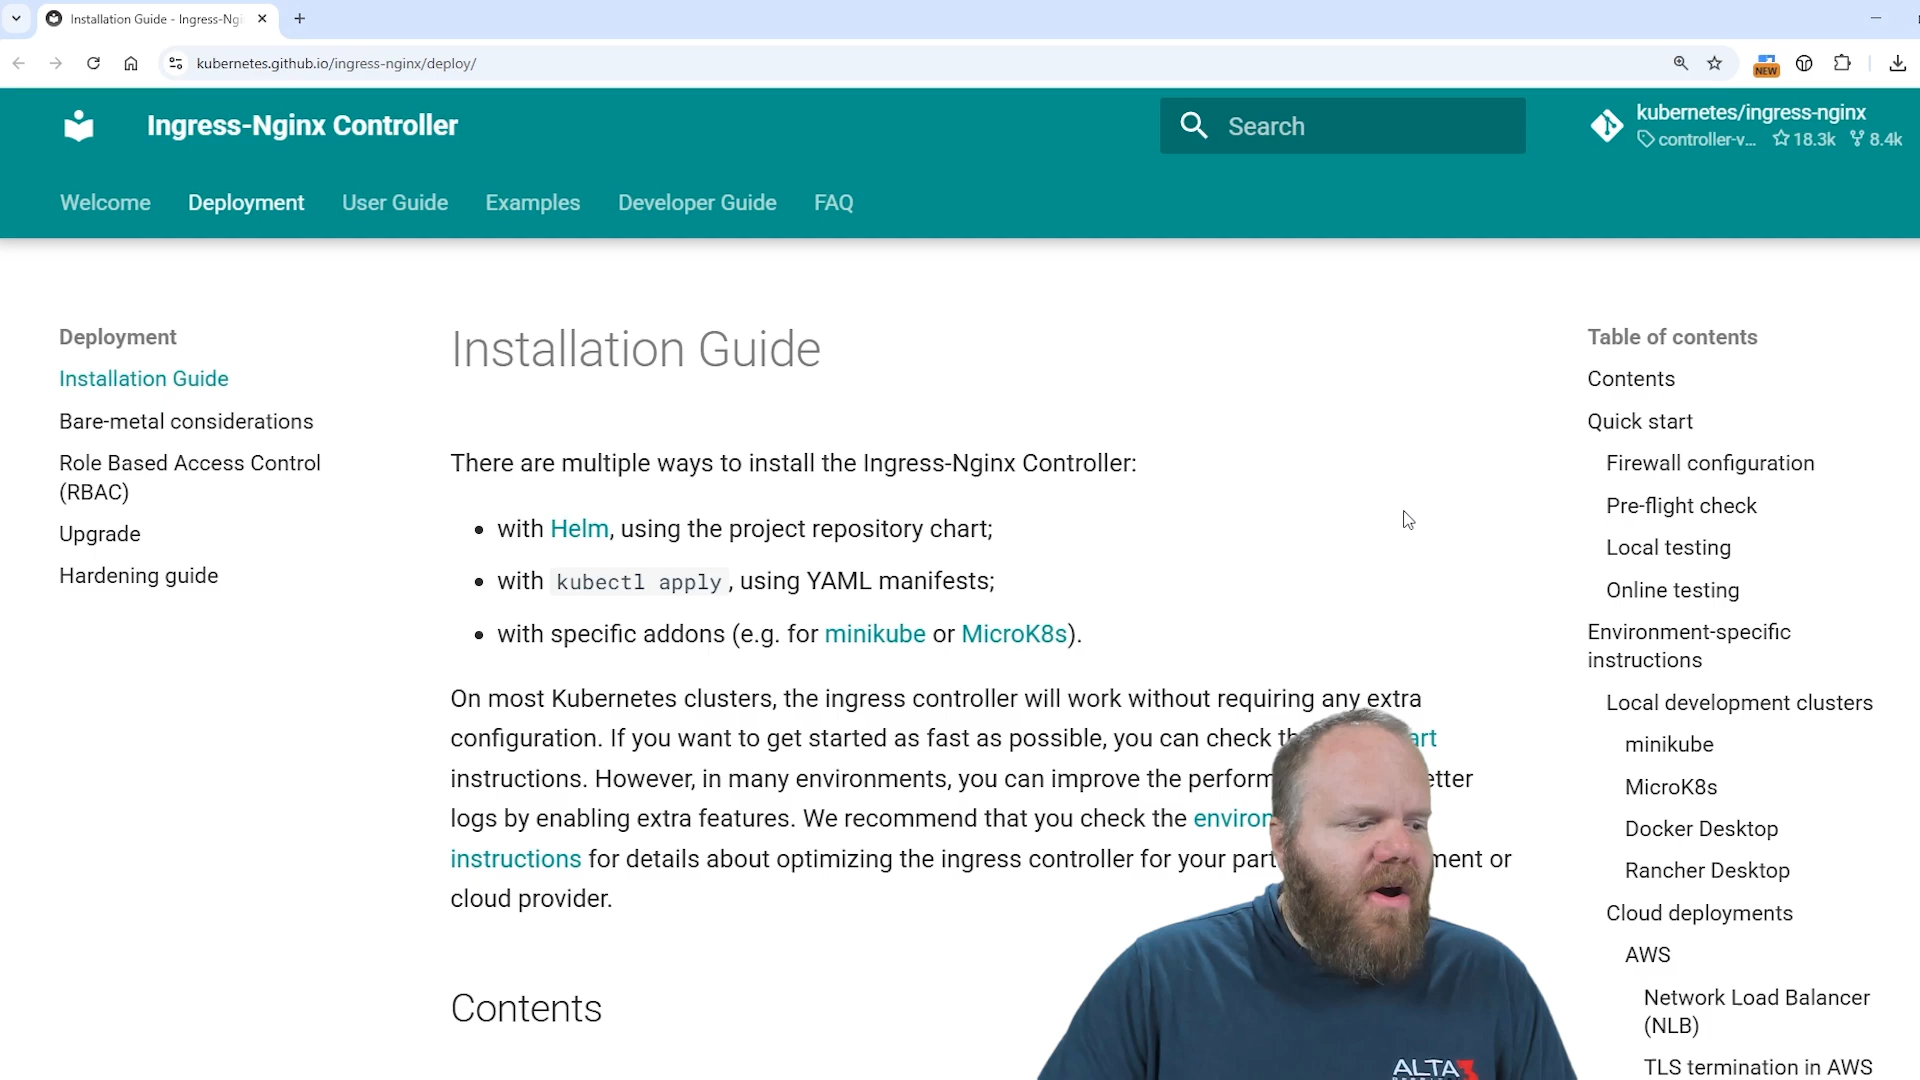 Installation Guide - Ingress-Ngi
kubernetes.github.io/ingress-nginx/deploy/
NEW
Ingress-Nginx Controller
Search
kubernetes/ingress-nginx
controller-v... 18.3k 8.4k
Welcome Deployment User Guide Examples Developer Guide FAQ
Deployment
Installation Guide
Bare-metal considerations
Role Based Access Control
(RBAC)
Upgrade
Hardening guide
Installation Guide
There are multiple ways to install the Ingress-Nginx Controller:
• with Helm, using the project repository chart;
• with kubectl apply, using YAML manifests;
• with specific addons (e.g. for minikube or MicroK8s).
On most Kubernetes clusters, the ingress controller will work without requiring any extra
configuration. If you want to get started as fast as possible, you can check
instructions. However, in many environments, you can improve the
logs by enabling extra features. We recommend that you check the
instructions for details about optimizing the ingress controller for your or
cloud provider.
Contents
Table of contents
Contents
Quick start
Firewall configuration
Pre-flight check
Local testing
Online testing
Environment-specific
instructions
Local development clusters
minikube
MicroK8s
Docker Desktop
Rancher Desktop
Cloud deployments
AWS
Network Load Balancer
(NLB)
TLS termination in AWS
ALTA3